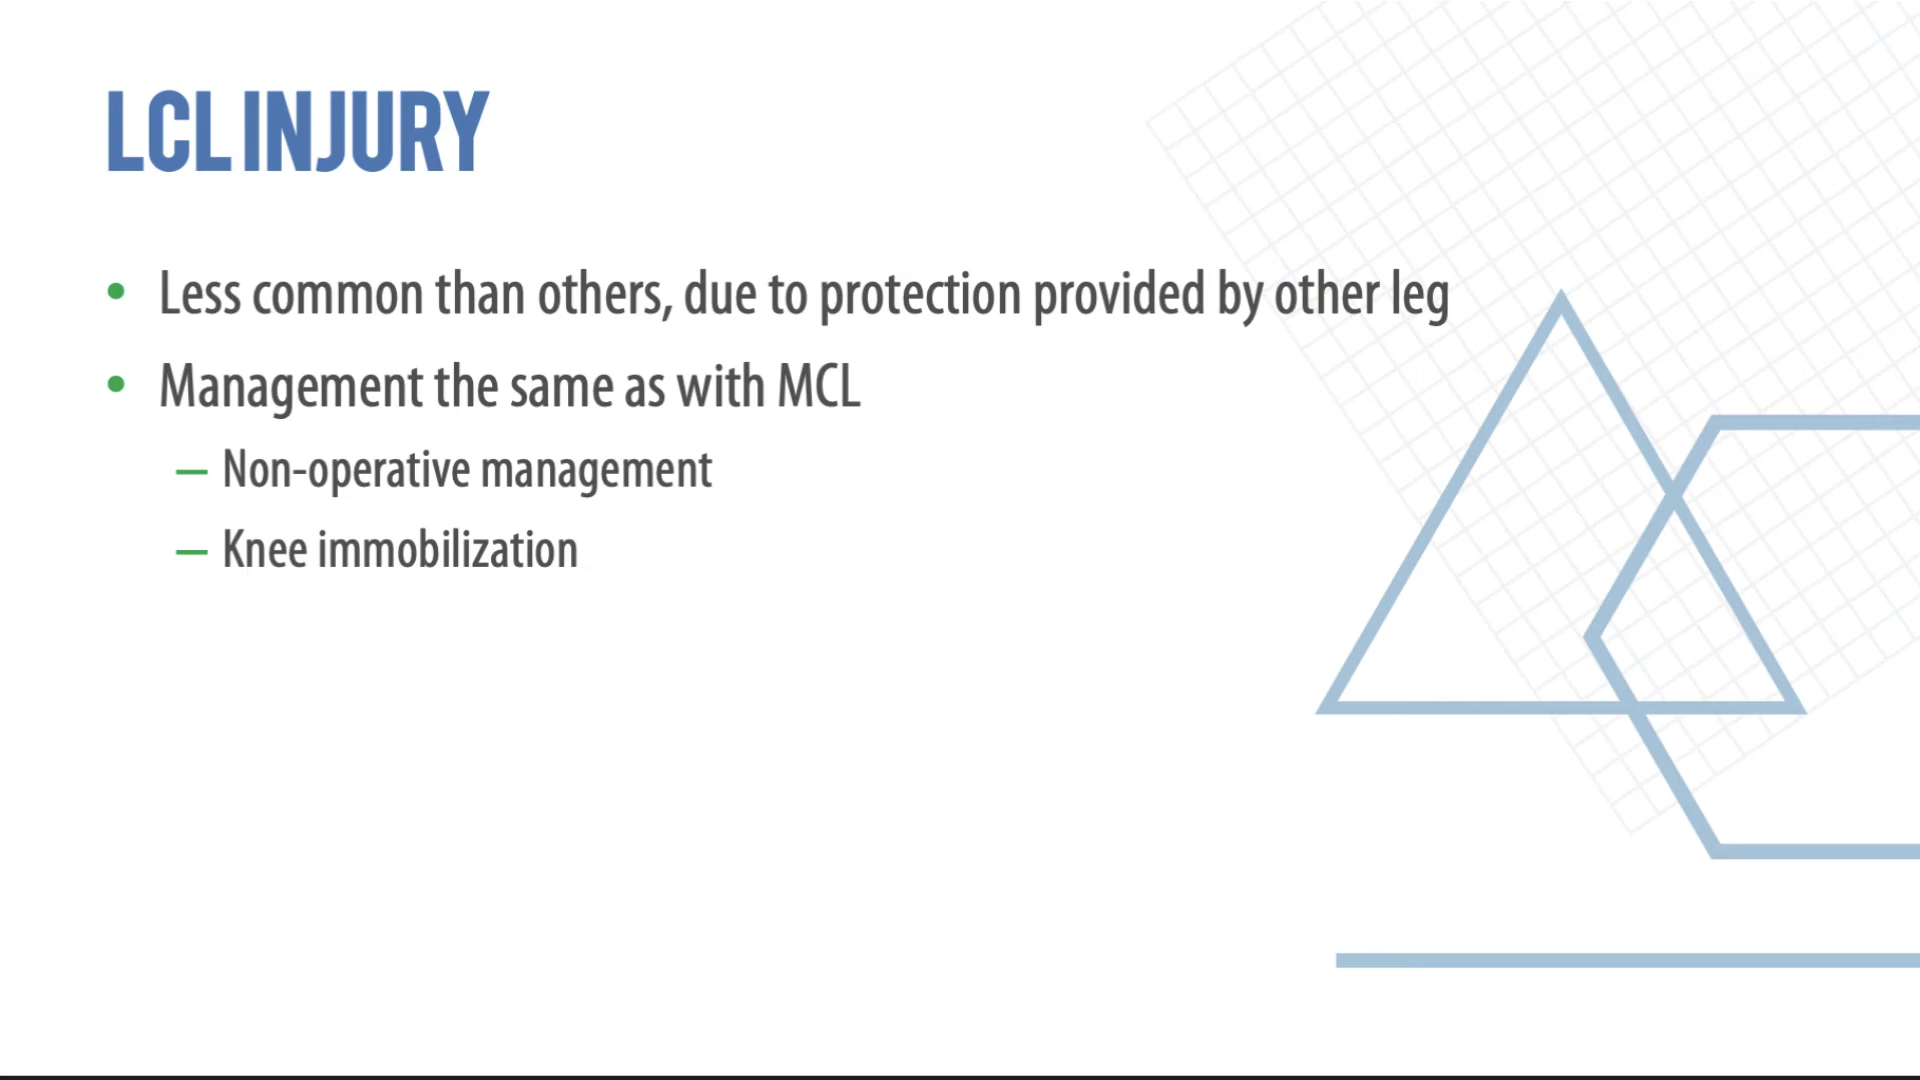 LCL INJURY
• Less common than others, due to protection provided by other leg
• Management the same as with MCL
– Non-operative management
– Knee immobilization